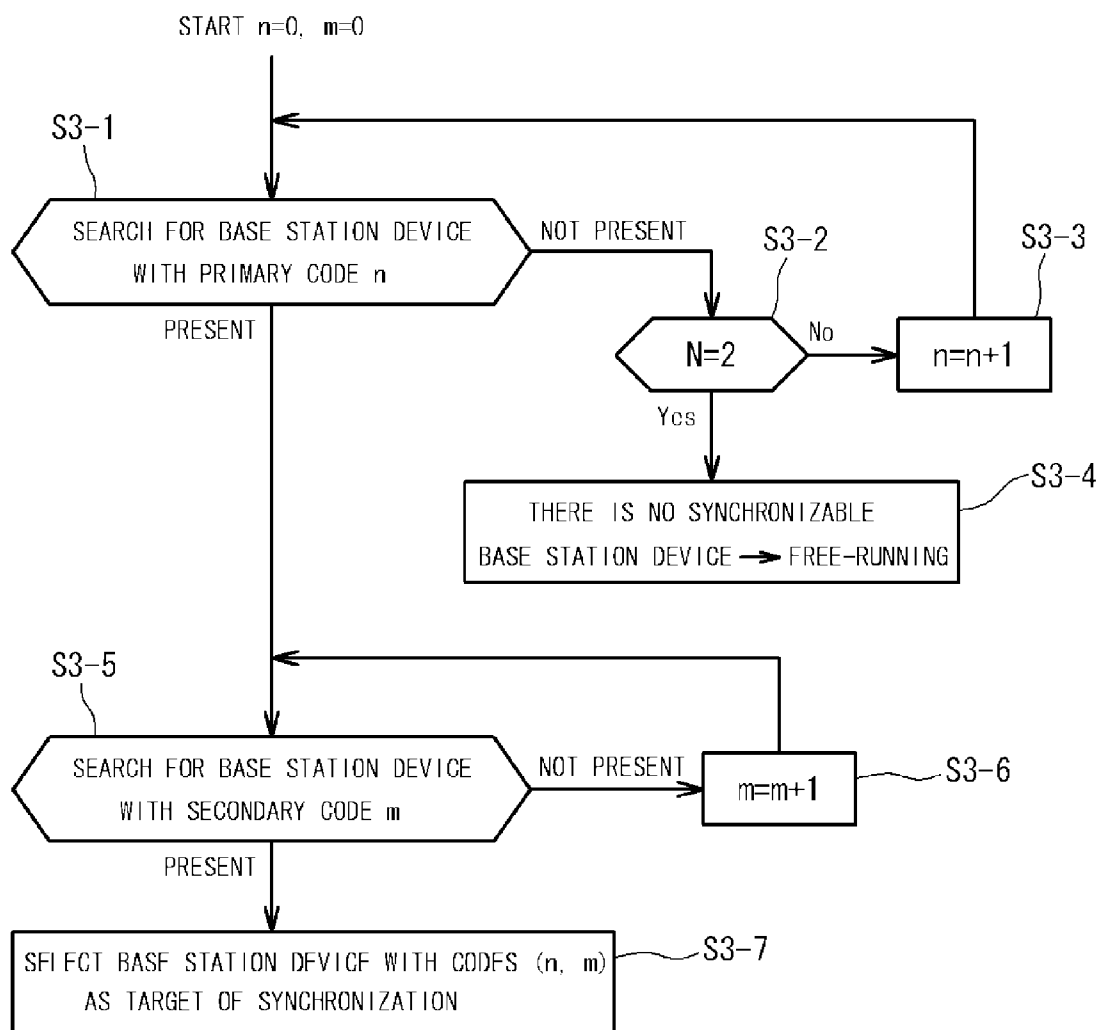 START n=0, m=0
S3-1
SEARCH FOR BASE STATION DEVICE
WITH PRIMARY CODE n
NOT PRESENT
PRESENT
S3-2
N=2
No
Yes
S3-3
n=n+1
S3-4
THERE IS NO SYNCHRONIZABLE
BASE STATION DEVICE → FREE-RUNNING
S3-5
SEARCH FOR BASE STATION DEVICE
WITH SECONDARY CODE m
NOT PRESENT
PRESENT
S3-6
m=m+1
S3-7
SELECT BASE STATION DEVICE WITH CODES (n, m)
AS TARGET OF SYNCHRONIZATION